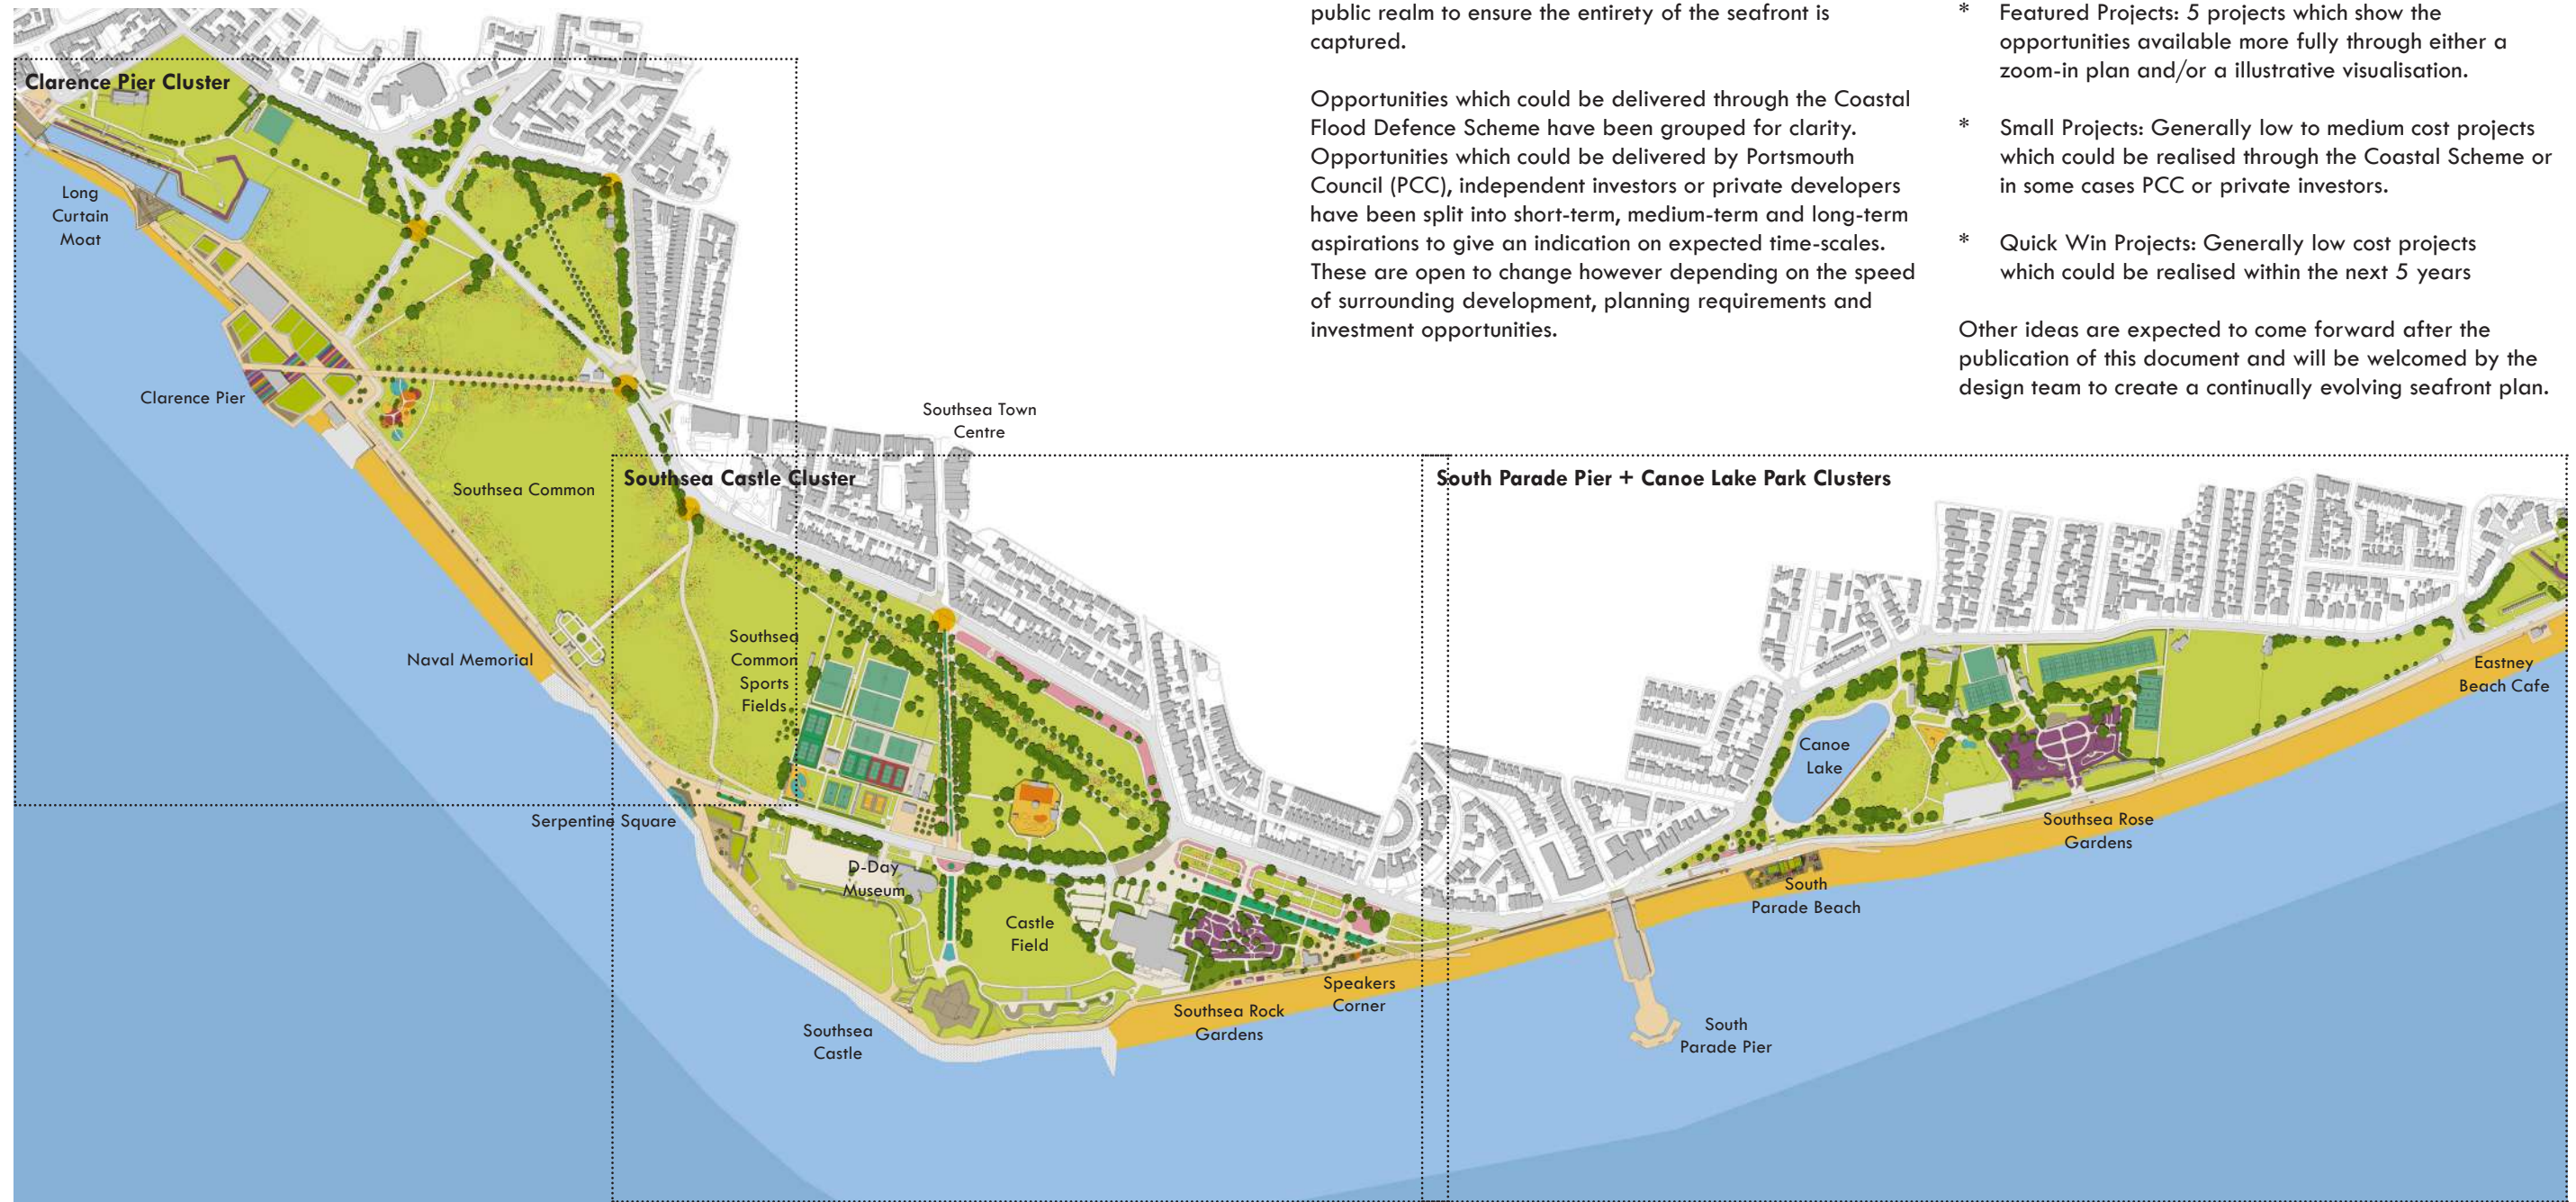 public realm to ensure the entirety of the seafront is
captured.
Opportunities which could be delivered through the Coastal
Flood Defence Scheme have been grouped for clarity.
Opportunities which could be delivered by Portsmouth
Council (PCC), independent investors or private developers
have been split into short-term, medium-term and long-term
aspirations to give an indication on expected time-scales.
These are open to change however depending on the speed
of surrounding development, planning requirements and
investment opportunities.
* Featured Projects: 5 projects which show the
opportunities available more fully through either a
zoom-in plan and/or a illustrative visualisation.
* Small Projects: Generally low to medium cost projects
which could be realised through the Coastal Scheme or
in some cases PCC or private investors.
* Quick Win Projects: Generally low cost projects
which could be realised within the next 5 years
Other ideas are expected to come forward after the
publication of this document and will be welcomed by the
design team to create a continually evolving seafront plan.
Clarence Pier Cluster
Long
Curtain
Moat
Clarence Pier
Southsea Town
Centre
Southsea Common
Southsea Castle Cluster
South Parade Pier + Canoe Lake Park Clusters
Naval Memorial
Southsea
Common
Sports
Fields
Serpentine Square
D-Day
Museum
Castle
Field
Southsea
Castle
Southsea Rock
Gardens
Speakers
Corner
Canoe
Lake
South
Parade Beach
South
Parade Pier
Southsea Rose
Gardens
Eastney
Beach Cafe